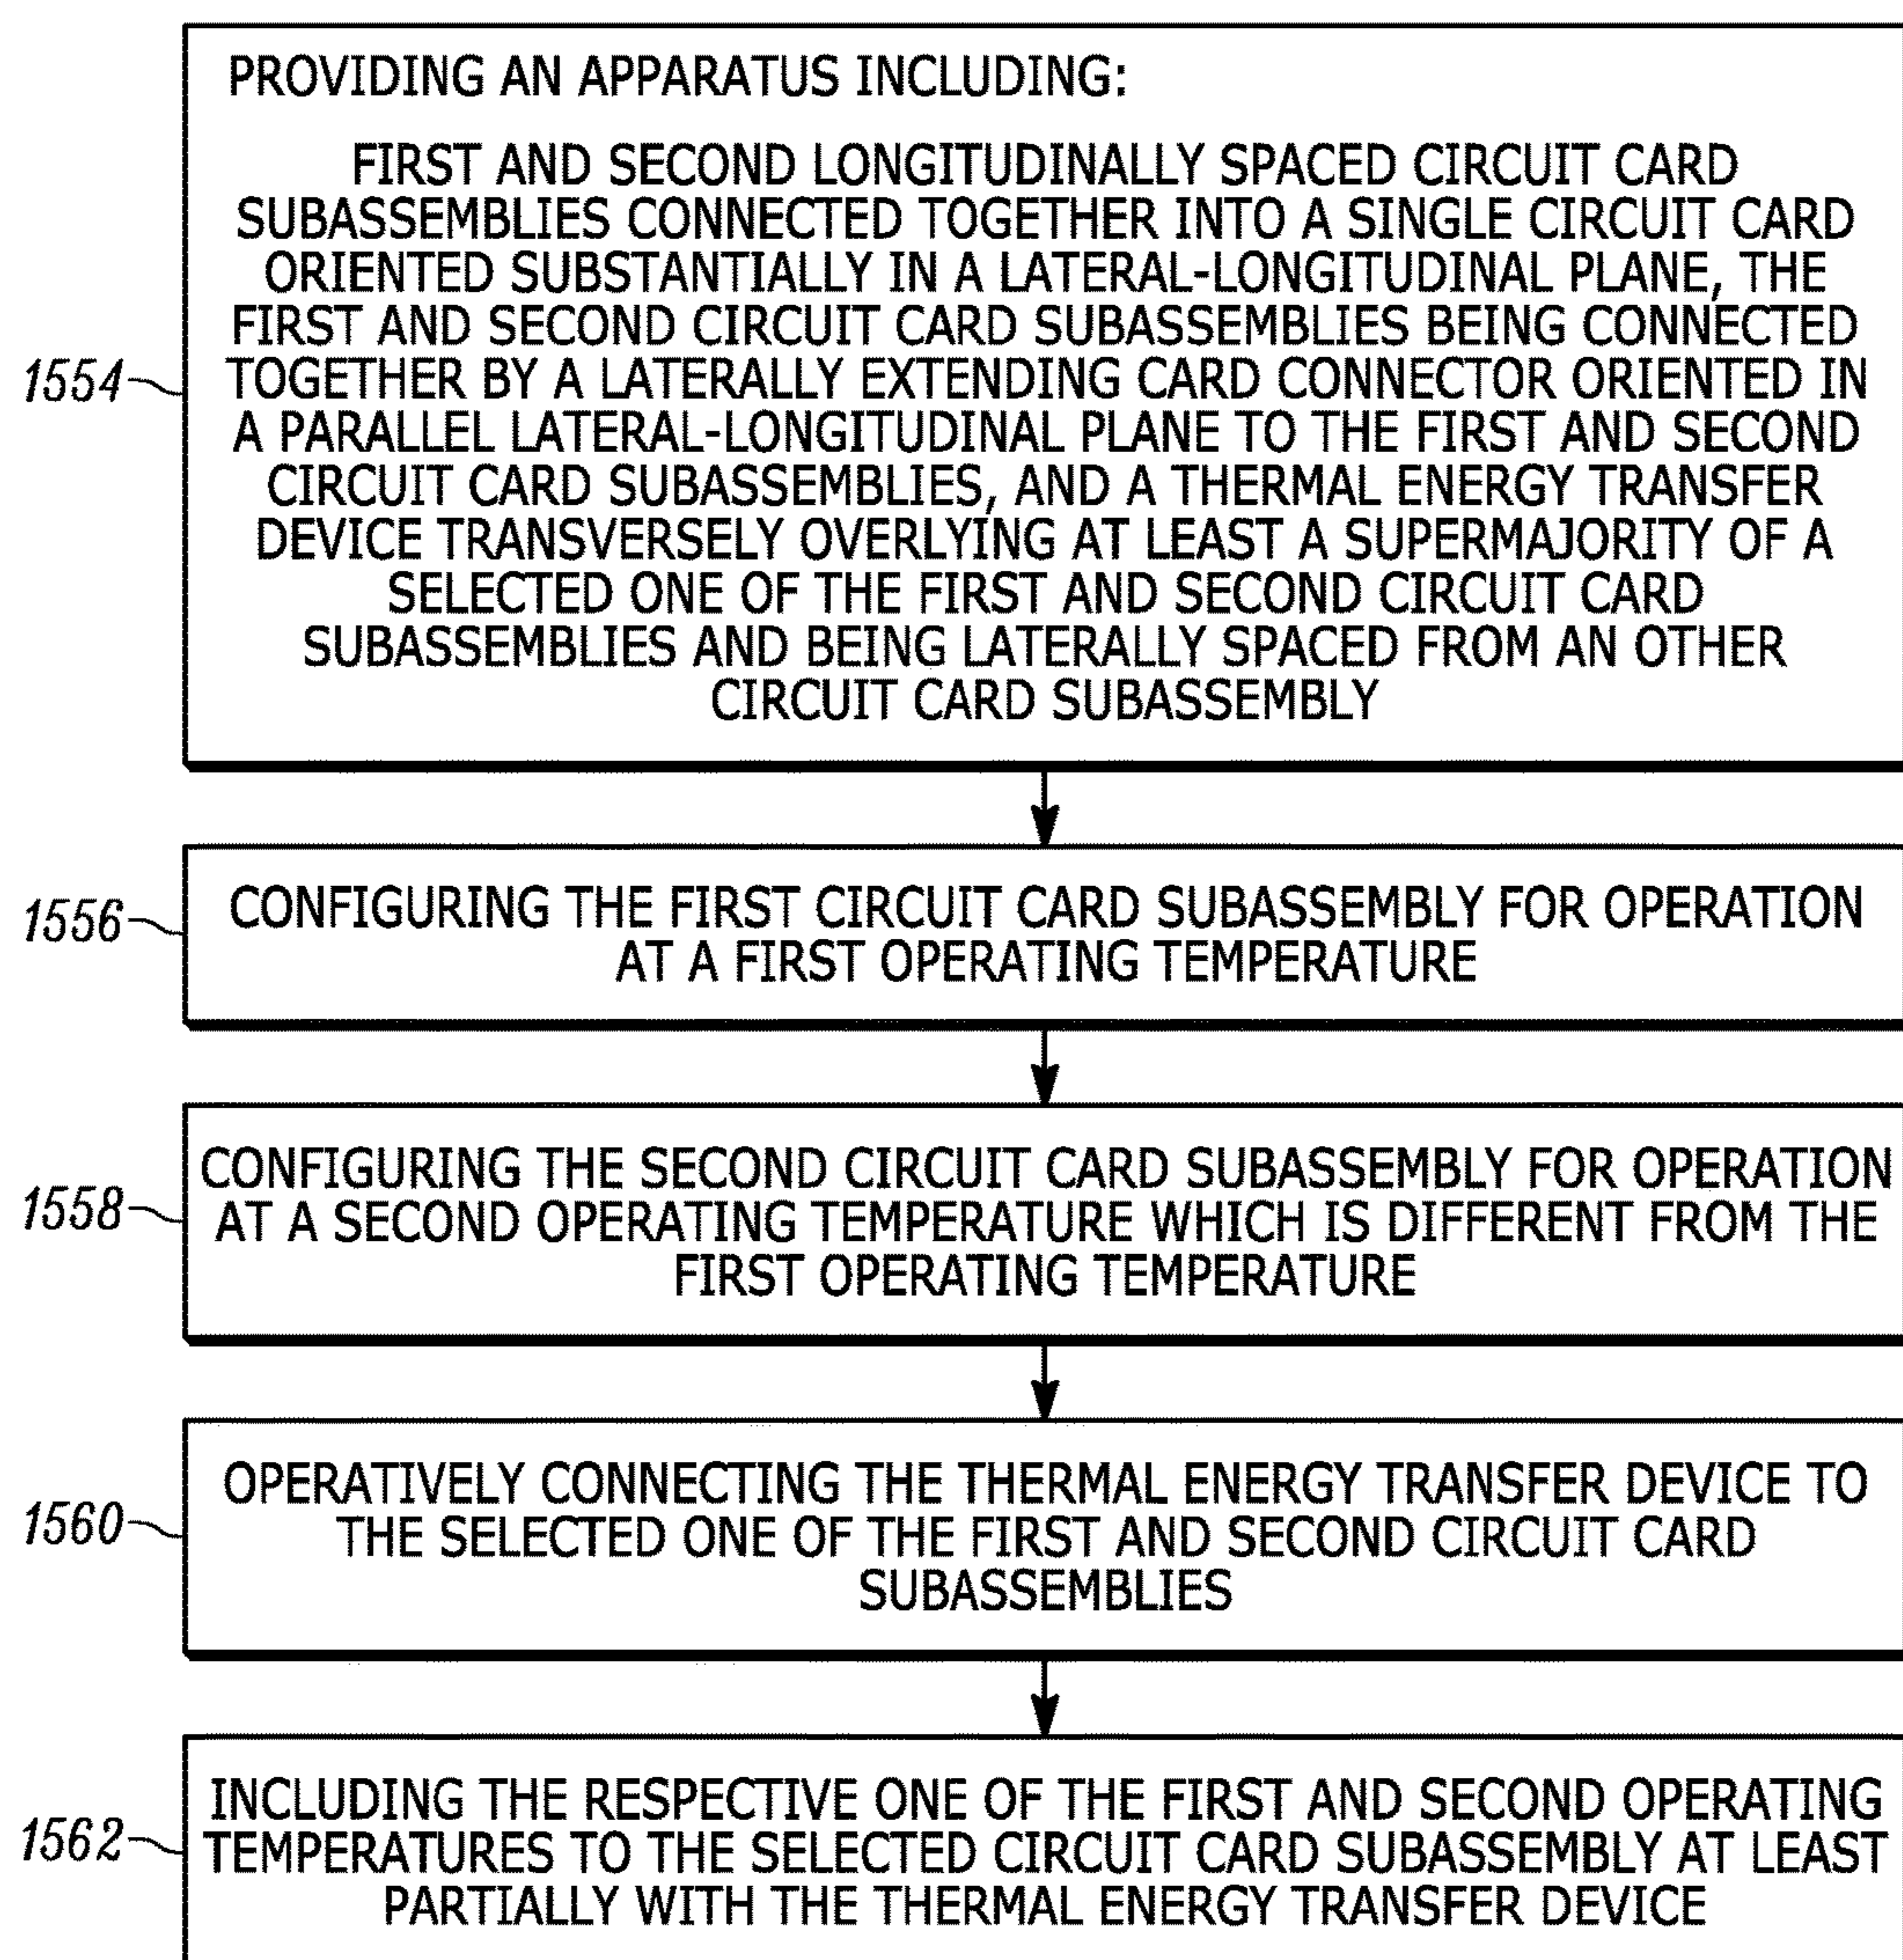 PROVIDING AN APPARATUS INCLUDING:
FIRST AND SECOND LONGITUDINALLY SPACED CIRCUIT CARD
SUBASSEMBLIES CONNECTED TOGETHER INTO A SINGLE CIRCUIT CARD
ORIENTED SUBSTANTIALLY IN A LATERAL-LONGITUDINAL PLANE, THE
FIRST AND SECOND CIRCUIT CARD SUBASSEMBLIES BEING CONNECTED
1554 TOGETHER BY A LATERALLY EXTENDING CARD CONNECTOR ORIENTED IN
A PARALLEL LATERAL-LONGITUDINAL PLANE TO THE FIRST AND SECOND
CIRCUIT CARD SUBASSEMBLIES, AND A THERMAL ENERGY TRANSFER
DEVICE TRANSVERSELY OVERLYING AT LEAST A SUPERMAJORITY OF A
SELECTED ONE OF THE FIRST AND SECOND CIRCUIT CARD
SUBASSEMBLIES AND BEING LATERALLY SPACED FROM AN OTHER
CIRCUIT CARD SUBASSEMBLY
1556 CONFIGURING THE FIRST CIRCUIT CARD SUBASSEMBLY FOR OPERATION
AT A FIRST OPERATING TEMPERATURE
CONFIGURING THE SECOND CIRCUIT CARD SUBASSEMBLY FOR OPERATION
1558 AT A SECOND OPERATING TEMPERATURE WHICH IS DIFFERENT FROM THE
FIRST OPERATING TEMPERATURE
OPERATIVELY CONNECTING THE THERMAL ENERGY TRANSFER DEVICE TO
1560 THE SELECTED ONE OF THE FIRST AND SECOND CIRCUIT CARD
SUBASSEMBLIES
INCLUDING THE RESPECTIVE ONE OF THE FIRST AND SECOND OPERATING
1562 TEMPERATURES TO THE SELECTED CIRCUIT CARD SUBASSEMBLY AT LEAST
PARTIALLY WITH THE THERMAL ENERGY TRANSFER DEVICE